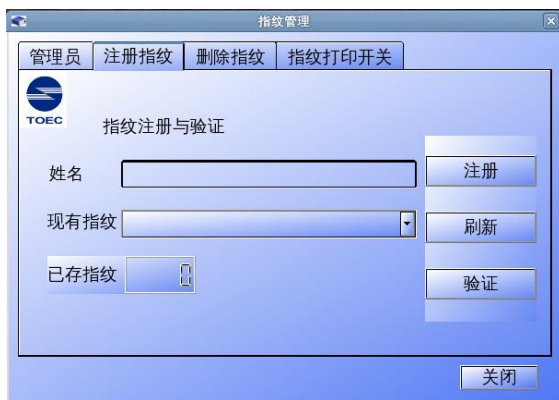 指纹管理
管理员 注册指纹 删除指纹 指纹打印开关
TOEC
指纹注册与验证
姓名
注册
现有指纹
刷新
已存指纹 0
验证
关闭